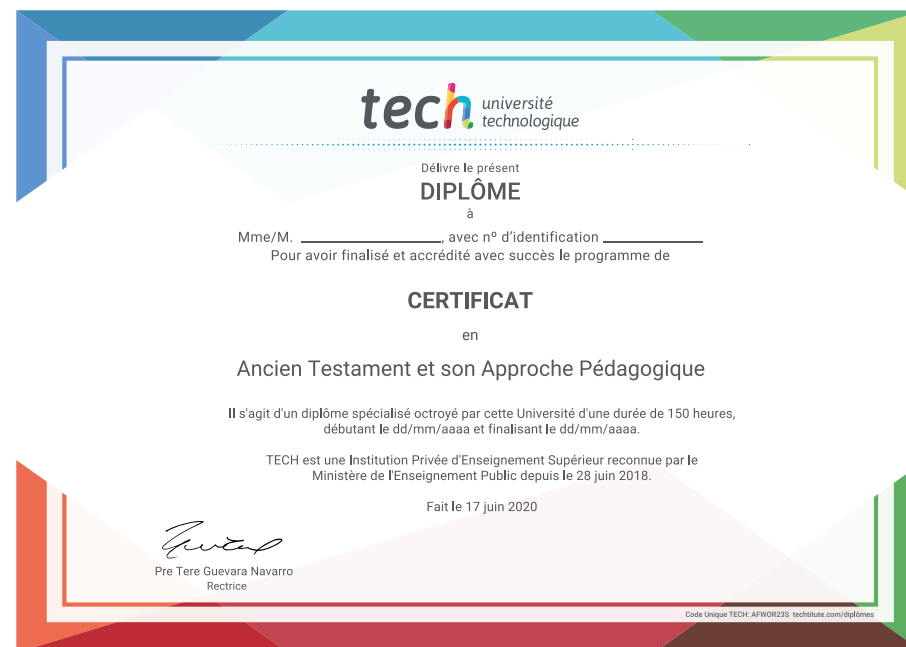 tech université
technologique
Délivre le présent
DIPLÔME
à
Mme/M. ____________________, avec nº d'identification ______________
Pour avoir finalisé et accrédité avec succès le programme de
CERTIFICAT
en
Ancien Testament et son Approche Pédagogique
Il s'agit d'un diplôme spécialisé octroyé par cette Université d'une durée de 150 heures,
débutant le dd/mm/aaaa et finalisant le dd/mm/aaaa.
TECH est une Institution Privée d'Enseignement Supérieur reconnue par le
Ministère de l'Enseignement Public depuis le 28 juin 2018.
Fait le 17 juin 2020
Pre Tere Guevara Navarro
Rectrice
Code Unique TECH: AFWOR23S techtitute.com/diplômes